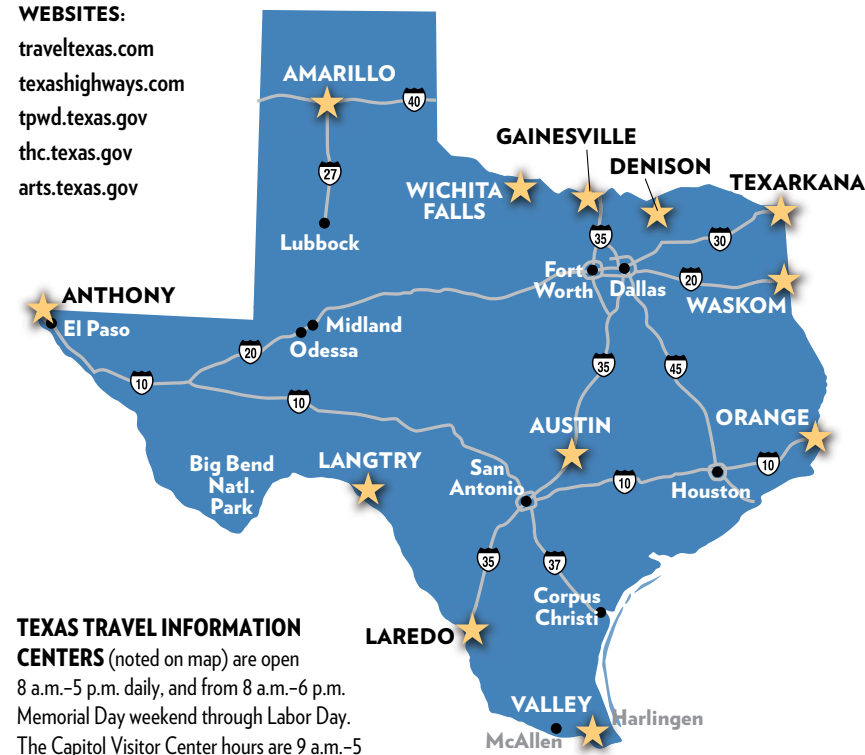 WEBSITES:
traveltexas.com
texashighways.com
tpwd.texas.gov
thc.texas.gov
arts.texas.gov
AMARILLO
40
27
Lubbock
GAINESVILLE
DENISON
WICHITA
FALLS
TEXARKANA
35
30
Fort
Worth
Dallas
20
WASKOM
ANTHONY
El Paso
Midland
Odessa
20
10
10
35
45
AUSTIN
ORANGE
Big Bend
Natl.
Park
LANGTRY
San
Antonio
10
Houston
10
35
37
Corpus
Christi
LAREDO
VALLEY
Harlingen
McAllen
TEXAS TRAVEL INFORMATION
CENTERS (noted on map) are open
8 a.m.–5 p.m. daily, and from 8 a.m.–6 p.m.
Memorial Day weekend through Labor Day.
The Capitol Visitor Center hours are 9 a.m.–5